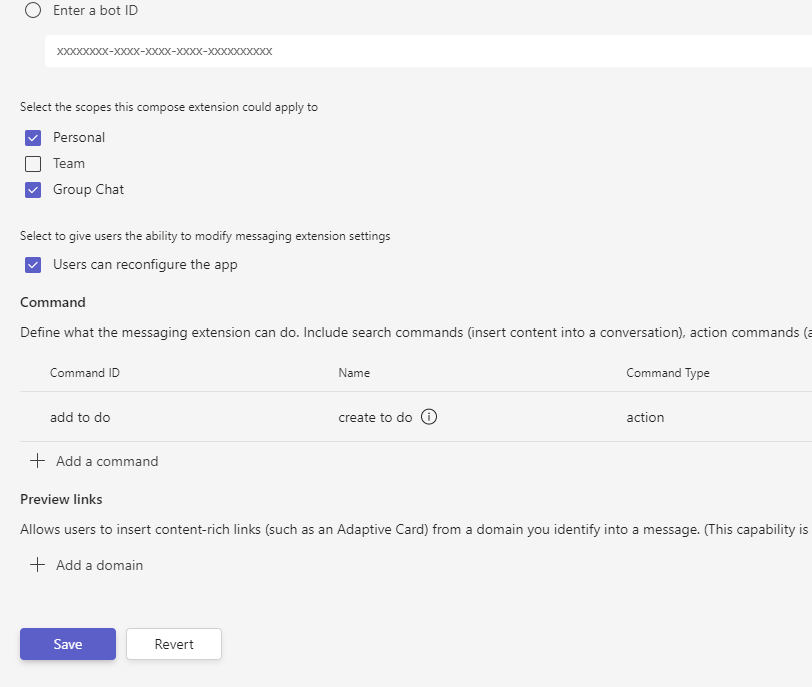 Enter a bot ID
xxxxxxxx-xxxx-xxxx-xxxx-xxxxxxxxxx
Select the scopes this compose extension could apply to
Personal
Team
Group Chat
Select to give users the ability to modify messaging extension settings
Users can reconfigure the app
Command
Define what the messaging extension can do. Include search commands (insert content into a conversation), action commands (a
Command ID Name Command Type
add to do create to do action
Add a command
Preview links
Allows users to insert content-rich links (such as an Adaptive Card) from a domain you identify into a message. (This capability is
Add a domain
Save Revert